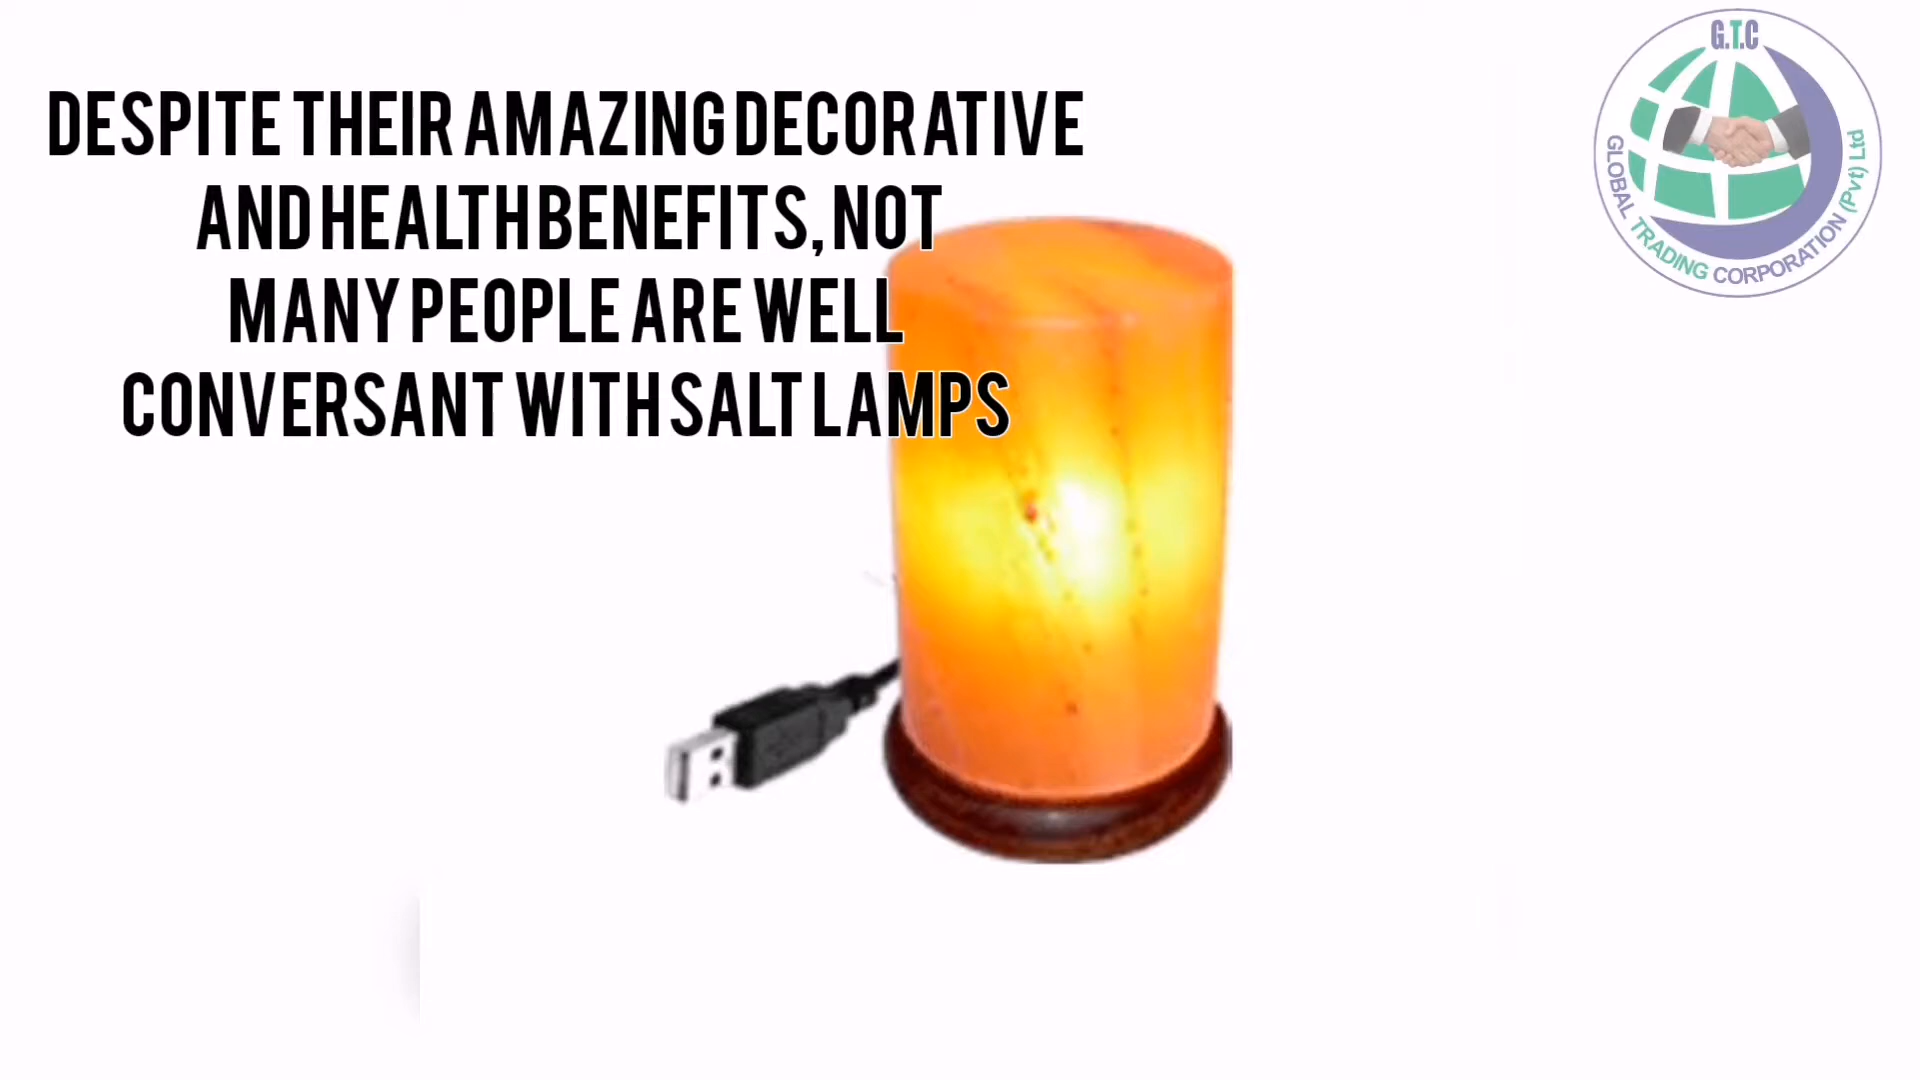 DESPITE THEIR AMAZING DECORATIVE
AND HEALTH BENEFITS, NOT
MANY PEOPLE ARE WELL
CONVERSANT WITH SALT LAMPS
G.T.C
GLOBAL TRADING CORPORATION (Pvt) Ltd